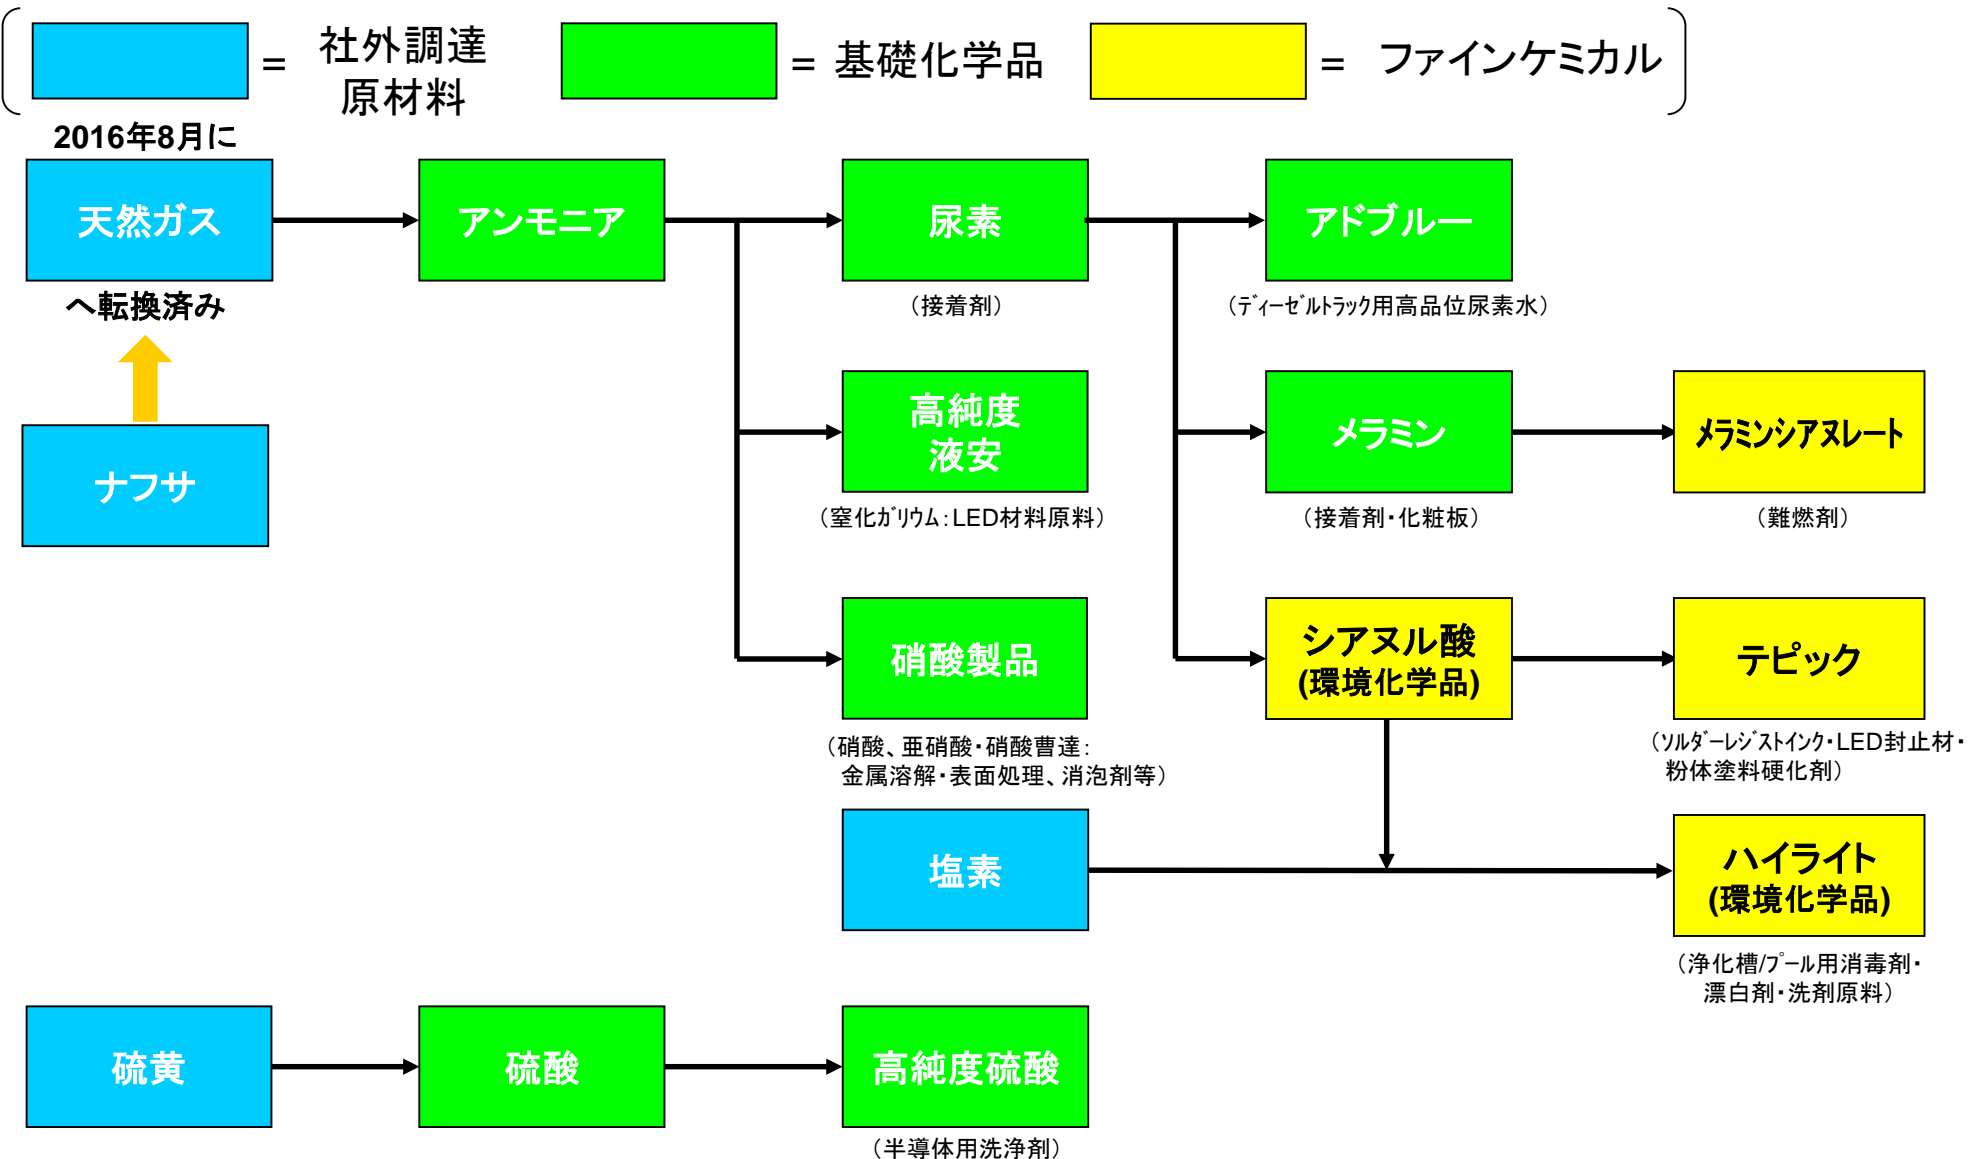 = 社外調達
原材料
= 基礎化学品
= ファインケミカル
2016年8月に
天然ガス
へ転換済み
ナフサ
アンモニア
尿素
（接着剤）
アドブルー
（ディーゼルトラック用高品位尿素水）
高純度
液安
（窒化ガリウム：LED材料原料）
メラミン
（接着剤・化粧板）
メラミンシアヌレート
（難燃剤）
硝酸製品
（硝酸、亜硝酸・硝酸曹達：
金属溶解・表面処理、消泡剤等）
シアヌル酸
(環境化学品)
テピック
（ソルダーレジストインク・LED封止材・
粉体塗料硬化剤）
塩素
ハイライト
(環境化学品)
（浄化槽/プール用消毒剤・
漂白剤・洗剤原料）
硫黄
硫酸
高純度硫酸
（半導体用洗浄剤）